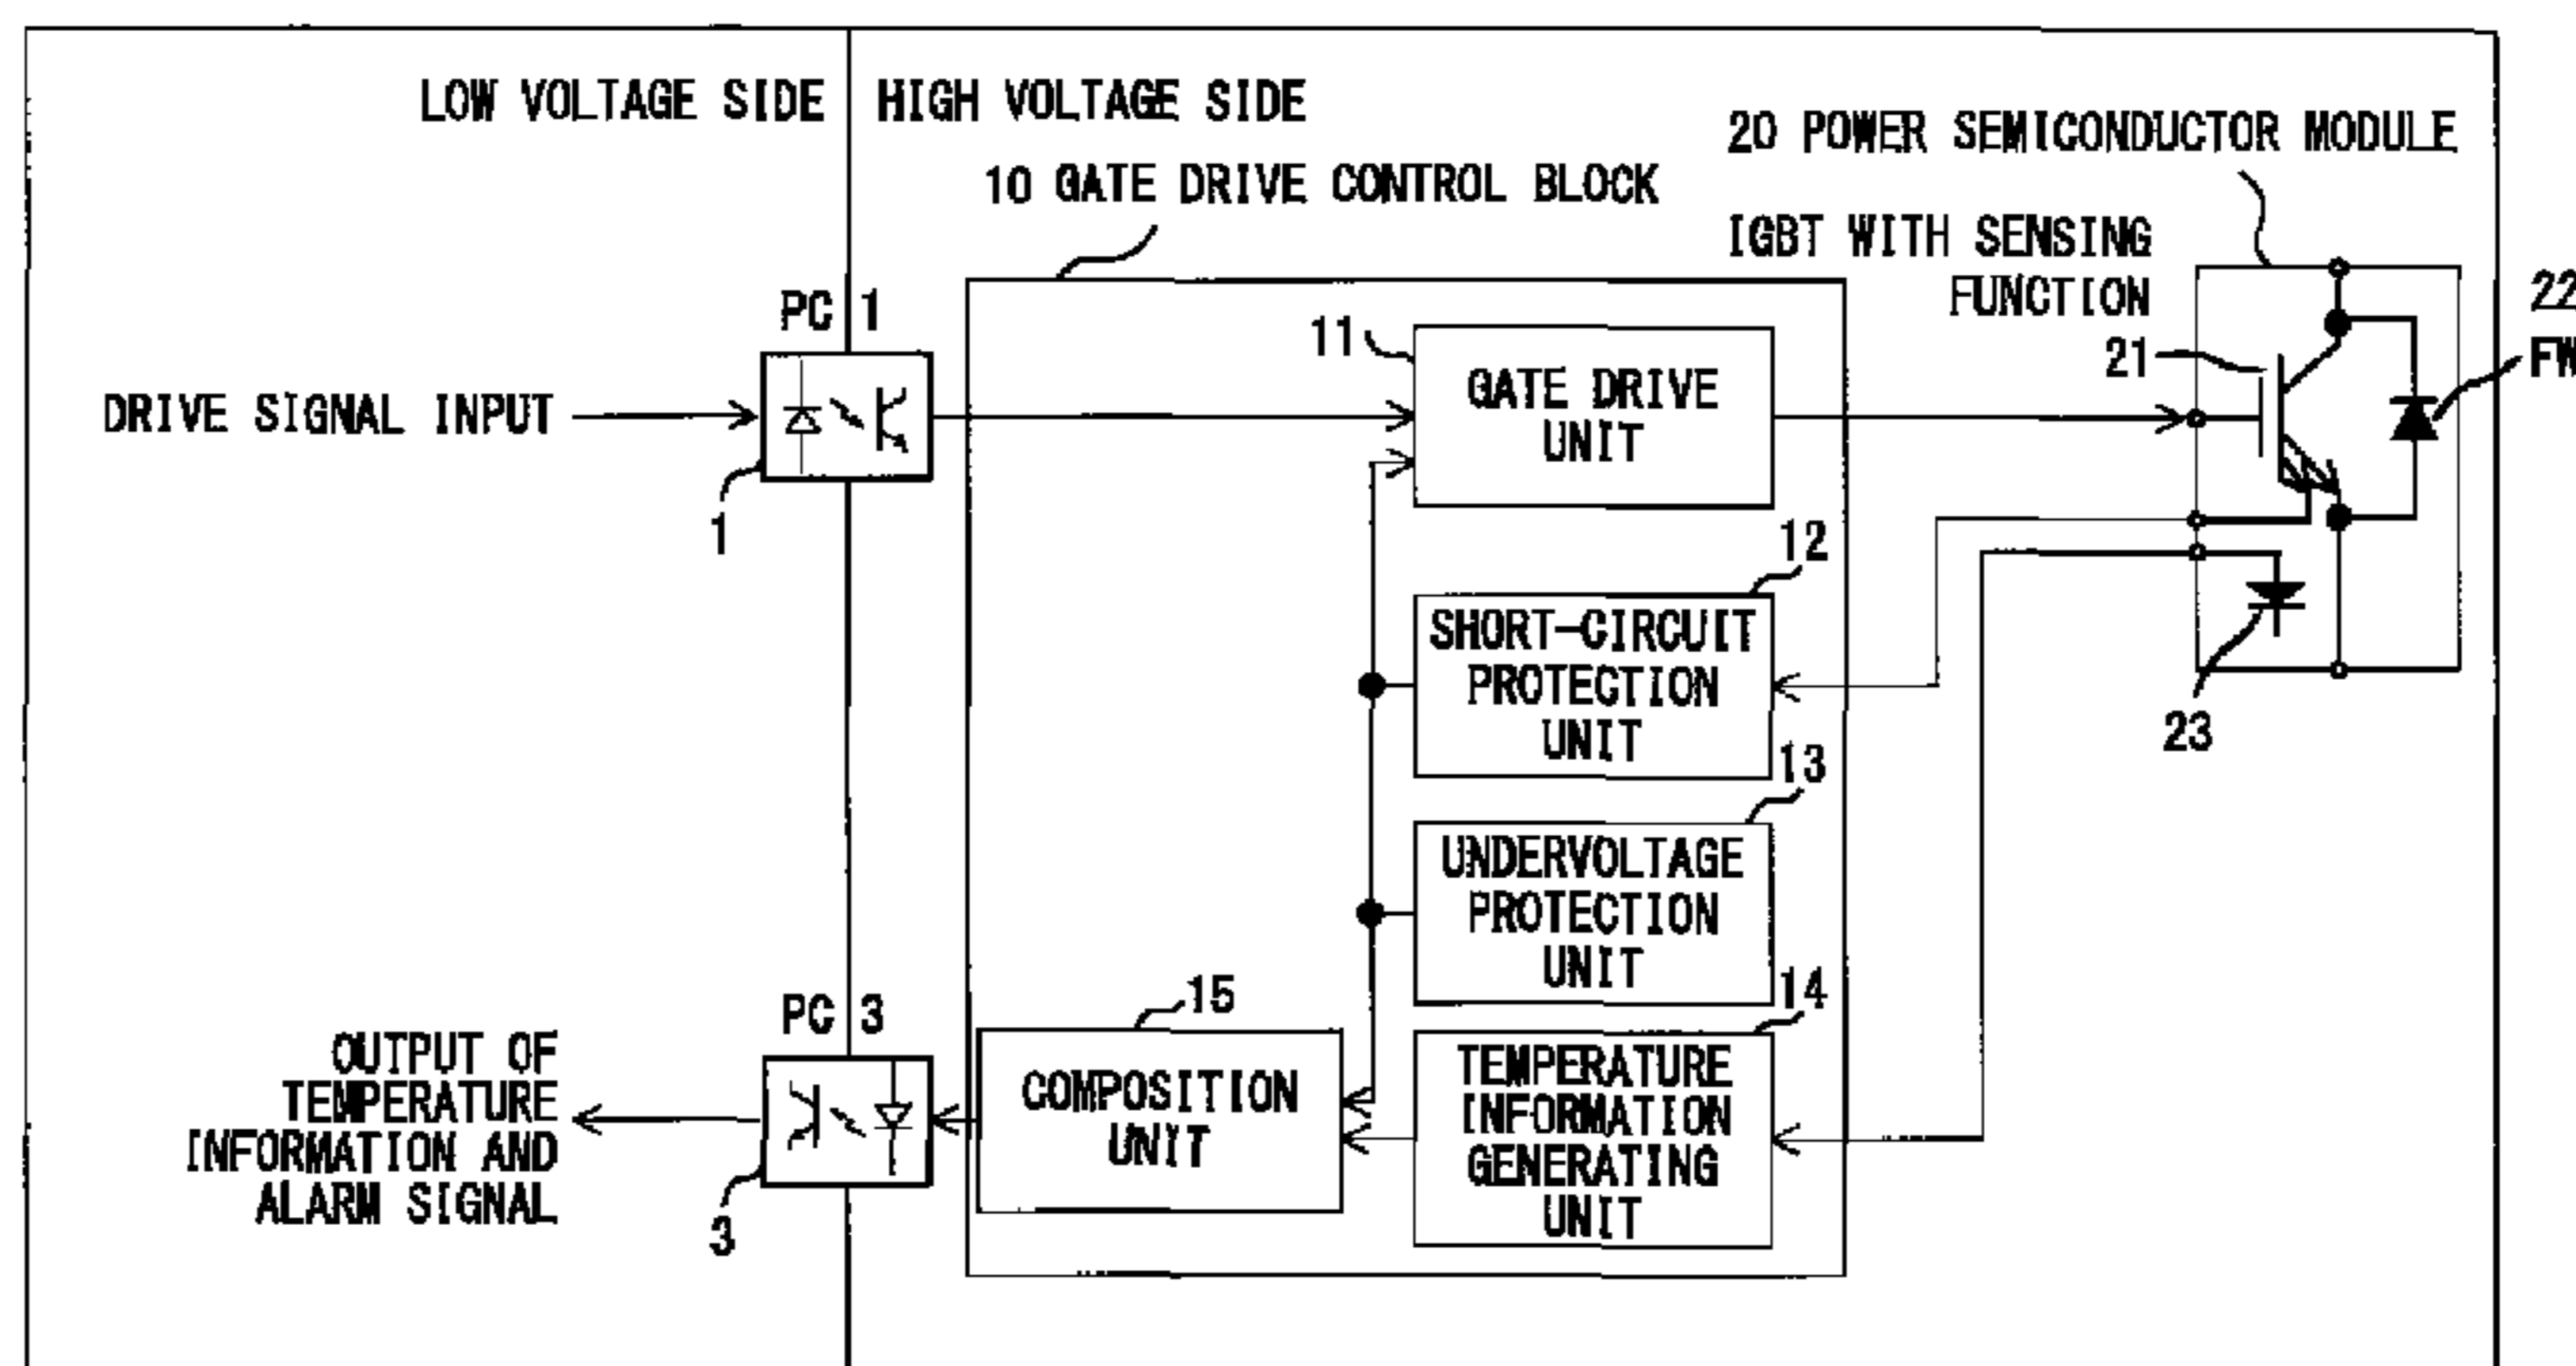 LOW VOLTAGE SIDE
HIGH VOLTAGE SIDE
20 POWER SEMICONDUCTOR MODULE
10 GATE DRIVE CONTROL BLOCK
IGBT WITH SENSING
FUNCTION
21
22
FW
PC 1
DRIVE SIGNAL INPUT
1
11
GATE DRIVE
UNIT
12
SHORT-CIRCUIT
PROTECTION
UNIT
23
13
UNDERVOLTAGE
PROTECTION
UNIT
14
TEMPERATURE
INFORMATION
GENERATING
UNIT
15
COMPOSITION
UNIT
PC 3
3
OUTPUT OF
TEMPERATURE
INFORMATION AND
ALARM SIGNAL